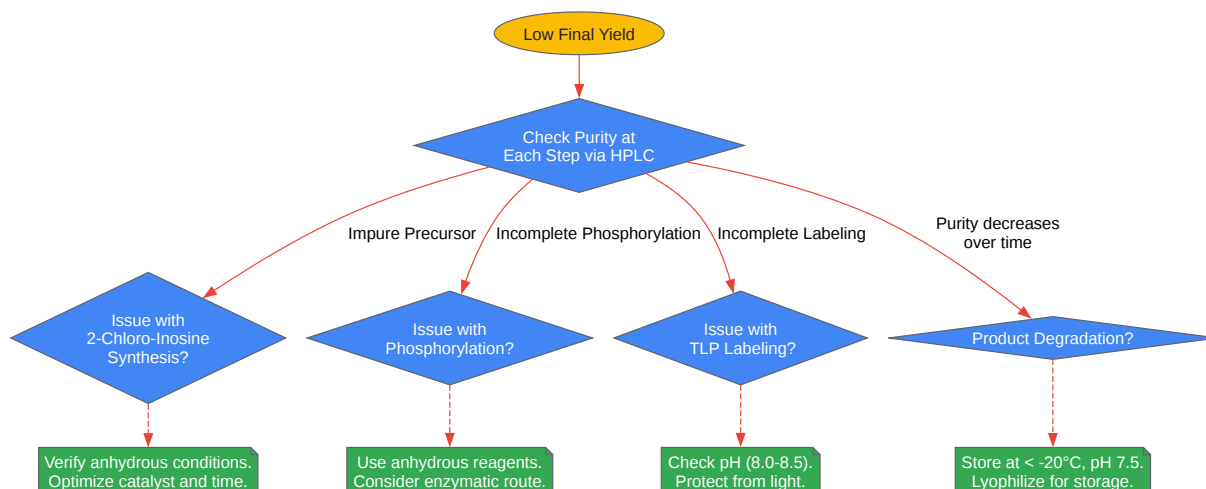 Low Final Yield
Check Purity at
Each Step via HPLC
Impure Precursor
Incomplete Phosphorylation
Incomplete Labeling
Purity decreases
over time
Issue with
2-Chloro-Inosine
Synthesis?
Issue with
Phosphorylation?
Issue with
TLP Labeling?
Product Degradation?
Verify anhydrous conditions.
Optimize catalyst and time.
Use anhydrous reagents.
Consider enzymatic route.
Check pH (8.0-8.5).
Protect from light.
Store at < -20°C, pH 7.5.
Lyophilize for storage.